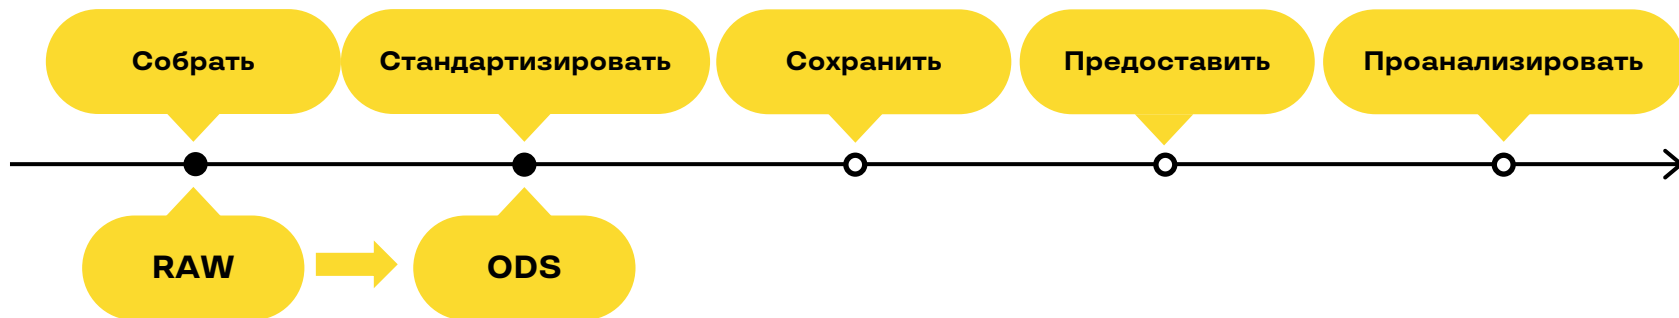 Собрать
Стандартизировать
Сохранить
Предоставить
Проанализировать
RAW
ODS